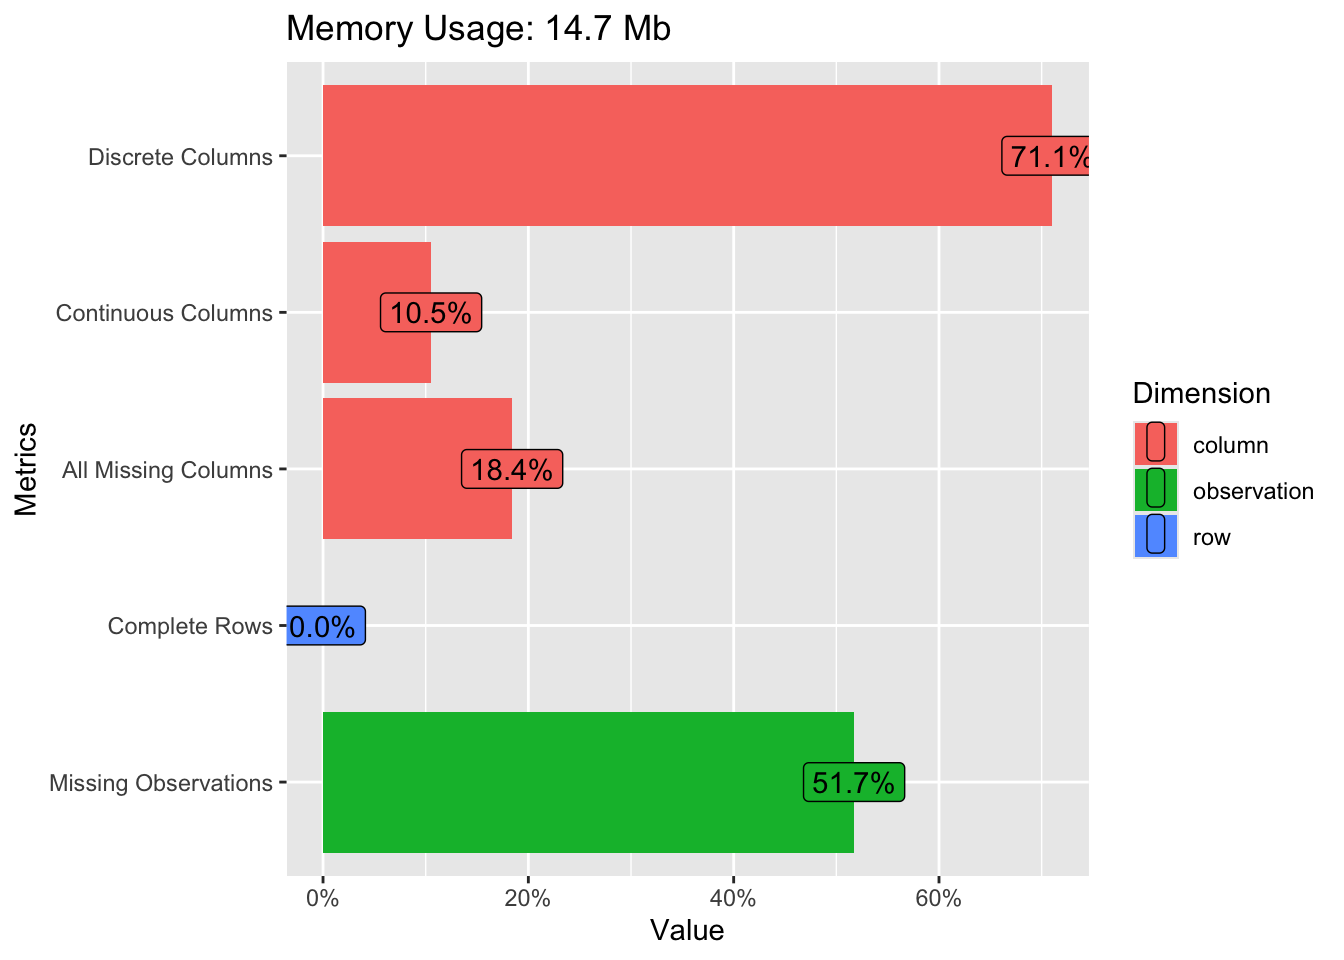 Memory Usage: 14.7 Mb
Discrete Columns
71.1%
Continuous Columns
10.5%
All Missing Columns
18.4%
Complete Rows
0.0%
Missing Observations
51.7%
0%
20%
40%
60%
Value
Metrics
Dimension
column
observation
row